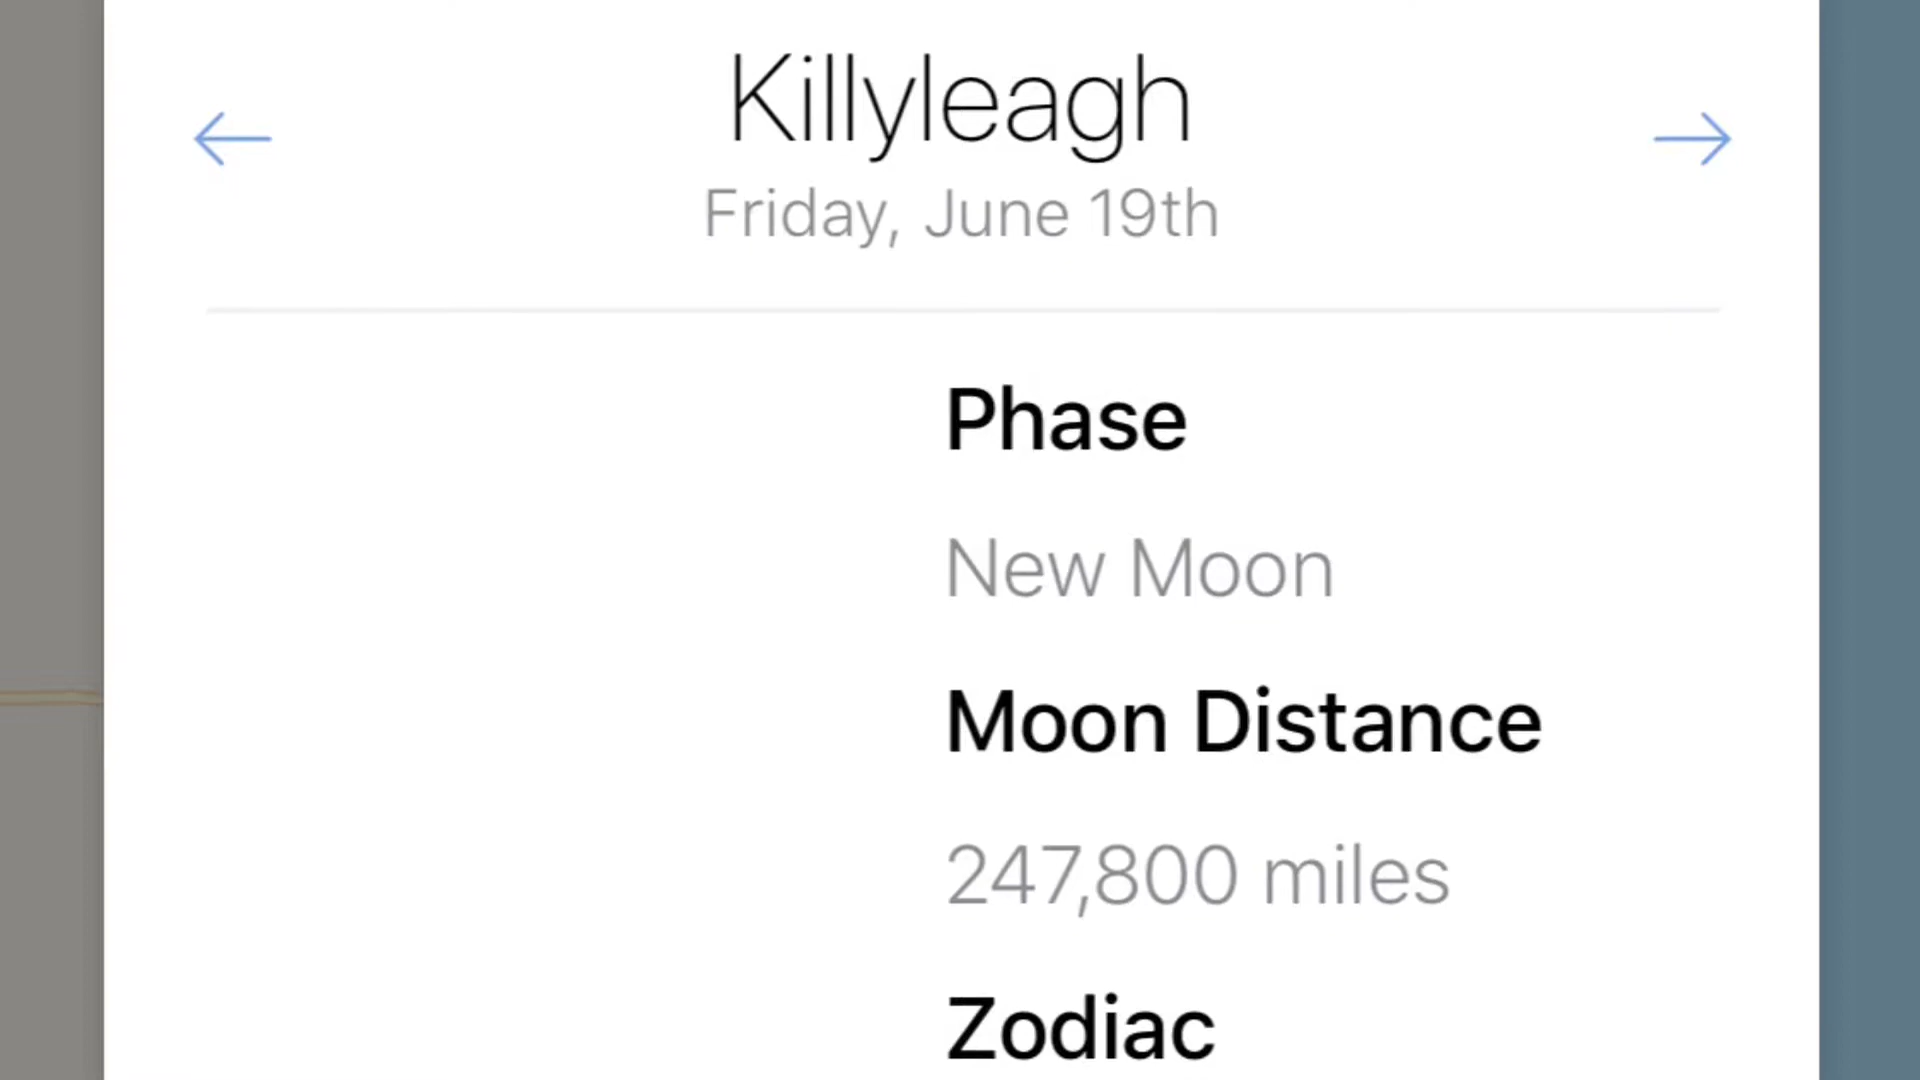 Killyleagh
Friday, June 19th
Phase
New Moon
Moon Distance
247,800 miles
Zodiac